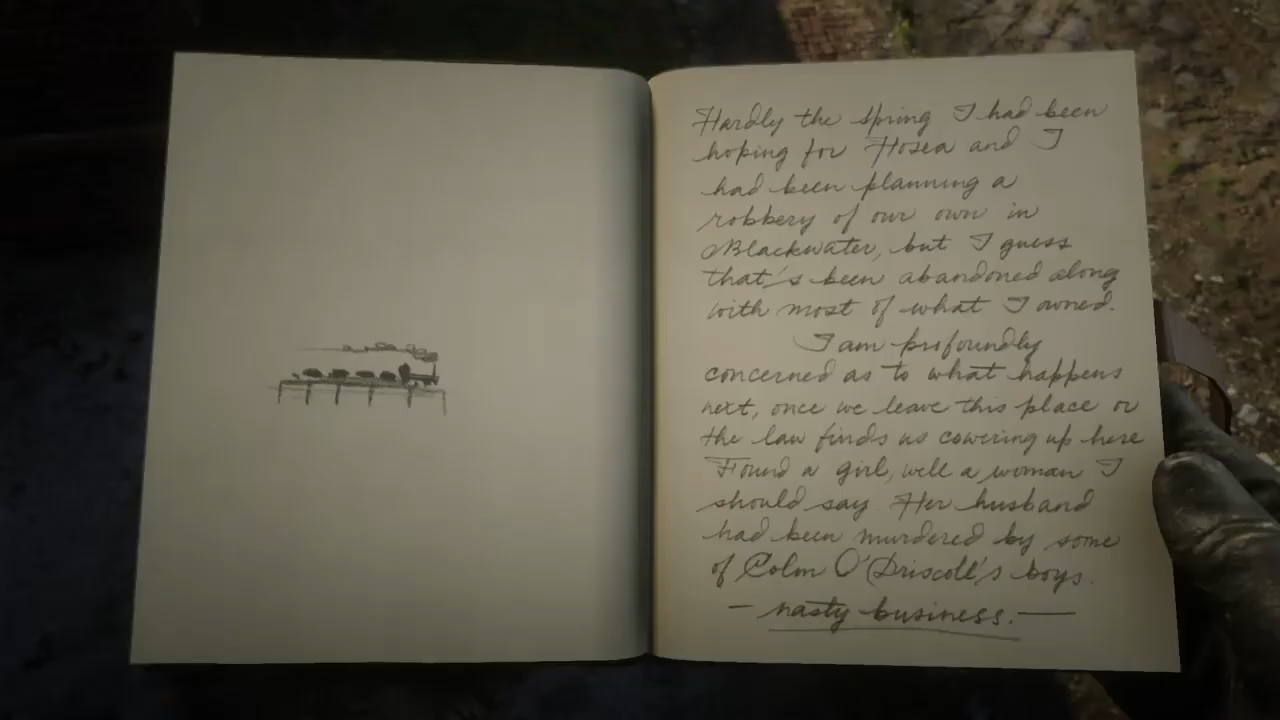 Hardly the spring I had been
hoping for Hosea and I
had been planning a
robbery of our own in
Blackwater, but I guess
that's been abandoned along
with most of what I owned.
I am profoundly
concerned as to what happens
next, once we leave this place or
the law finds us cowering up here
Found a girl, well a woman I
should say. Her husband
had been murdered by some
of Colm O'Driscoll's boys.
— nasty business. —